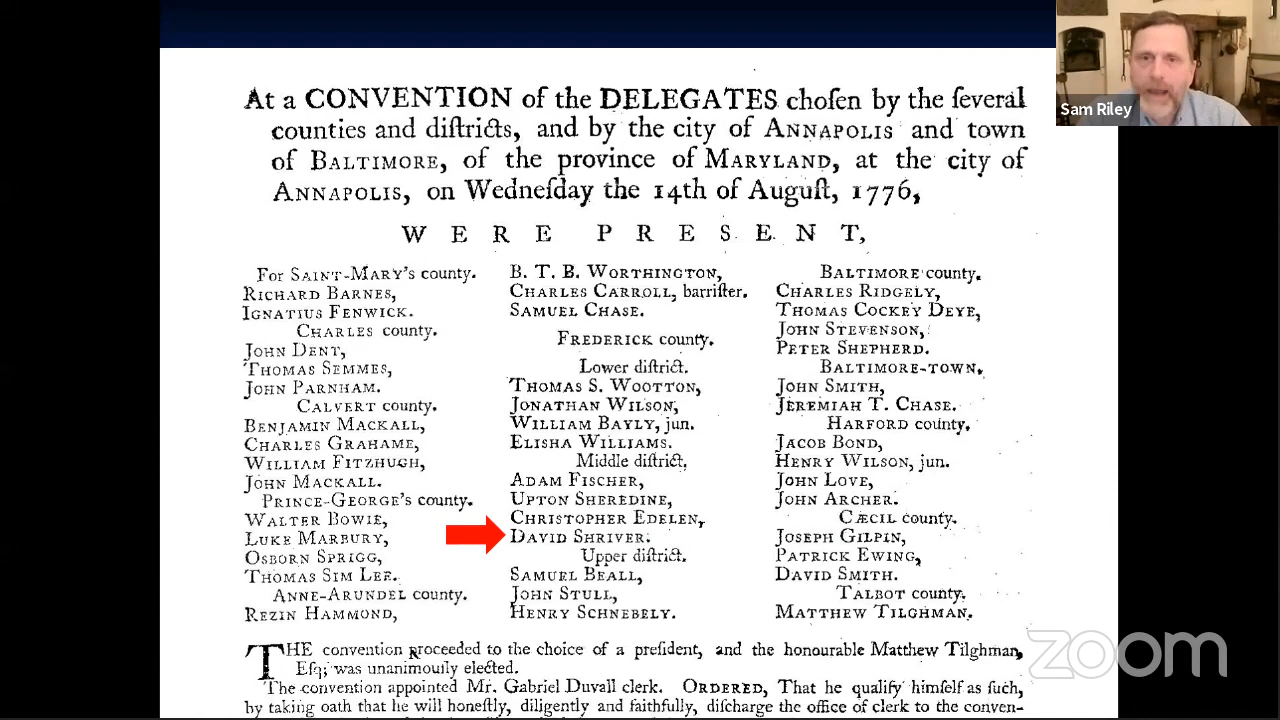 At a CONVENTION of the DELEGATES choſen by the ſeveral
counties and diſtricts, and by the city of ANNAPOLIS and town
of BALTIMORE, of the province of MARYLAND, at the city of
ANNAPOLIS, on Wedneſday the 14th of Auguſt, 1776,
WERE PRESENT,
For SAINT-MARY'S county.
RICHARD BARNES,
IGNATIUS FENWICK.
CHARLES county.
JOHN DENT,
THOMAS SEMMES,
JOHN PARNHAM.
CALVERT county.
BENJAMIN MACKALL,
CHARLES GRAHAME,
WILLIAM FITZHUGH,
JOHN MACKALL.
PRINCE-GEORGE'S county.
WALTER BOWIE,
LUKE MARBURY,
OSBORN SPRIGG,
THOMAS SIM LEE.
ANNE-ARUNDEL county.
REZIN HAMMOND,
B. T. B. WORTHINGTON,
CHARLES CARROLL, barriſter.
SAMUEL CHASE.
FREDERICK county.
Lower diſtrict.
THOMAS S. WOOTTON,
JONATHAN WILSON,
WILLIAM BAYLY, jun.
ELISHA WILLIAMS.
Middle diſtrict.
ADAM FISCHER,
UPTON SHEREDINE,
CHRISTOPHER EDELEN,
DAVID SHRIVER.
Upper diſtrict.
SAMUEL BEALL,
JOHN STULL,
HENRY SCHNEBELY.
BALTIMORE county.
CHARLES RIDGELY,
THOMAS COCKEY DEYE,
JOHN STEVENSON,
PETER SHEPHERD.
BALTIMORE-TOWN.
JOHN SMITH,
JEREMIAH T. CHASE.
HARFORD county.
JACOB BOND,
HENRY WILSON, jun.
JOHN LOVE,
JOHN ARCHER.
CÆCIL county.
JOSEPH GILPIN,
PATRICK EWING,
DAVID SMITH.
TALBOT county.
MATTHEW TILGHMAN.
THE convention proceeded to the choice of a preſident, and the honourable Matthew Tilghman,
Eſq; was unanimouſly elected.
The convention appointed Mr. Gabriel Duvall clerk. ORDERED, That he qualify himſelf as ſuch,
by taking oath that he will honeſtly, diligently and faithfully, diſcharge the office of clerk to the conven-
Sam Riley
zoom